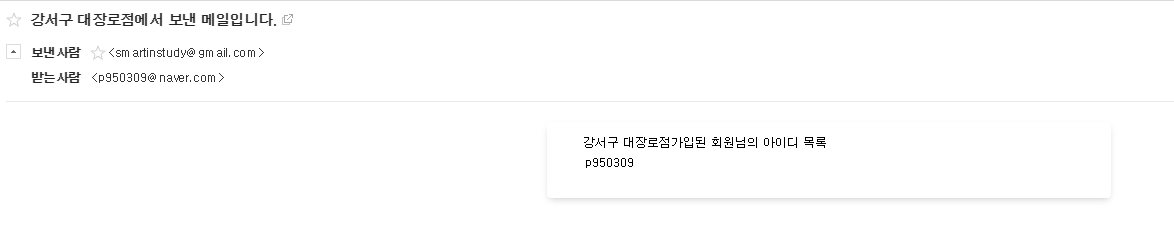 강서구 대장로점에서 보낸 메일입니다.
보낸사람 <smartinstudy@gmail.com>
받는사람 <p950309@naver.com>
강서구 대장로점가입된 회원님의 아이디 목록
p950309